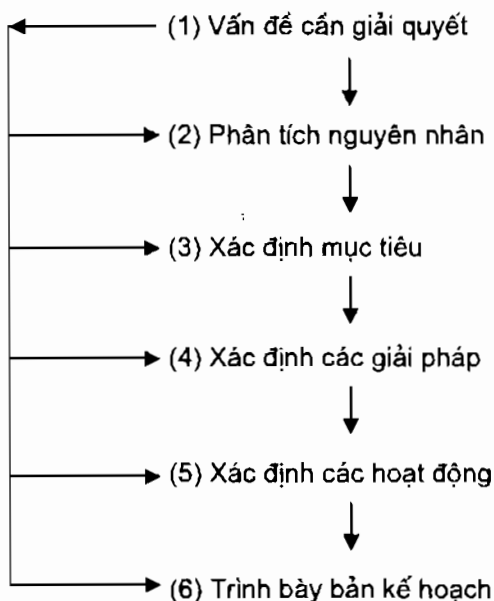 (1) Vấn đề cần giải quyết
(2) Phân tích nguyên nhân
(3) Xác định mục tiêu
(4) Xác định các giải pháp
(5) Xác định các hoạt động
(6) Trình bày bản kế hoạch